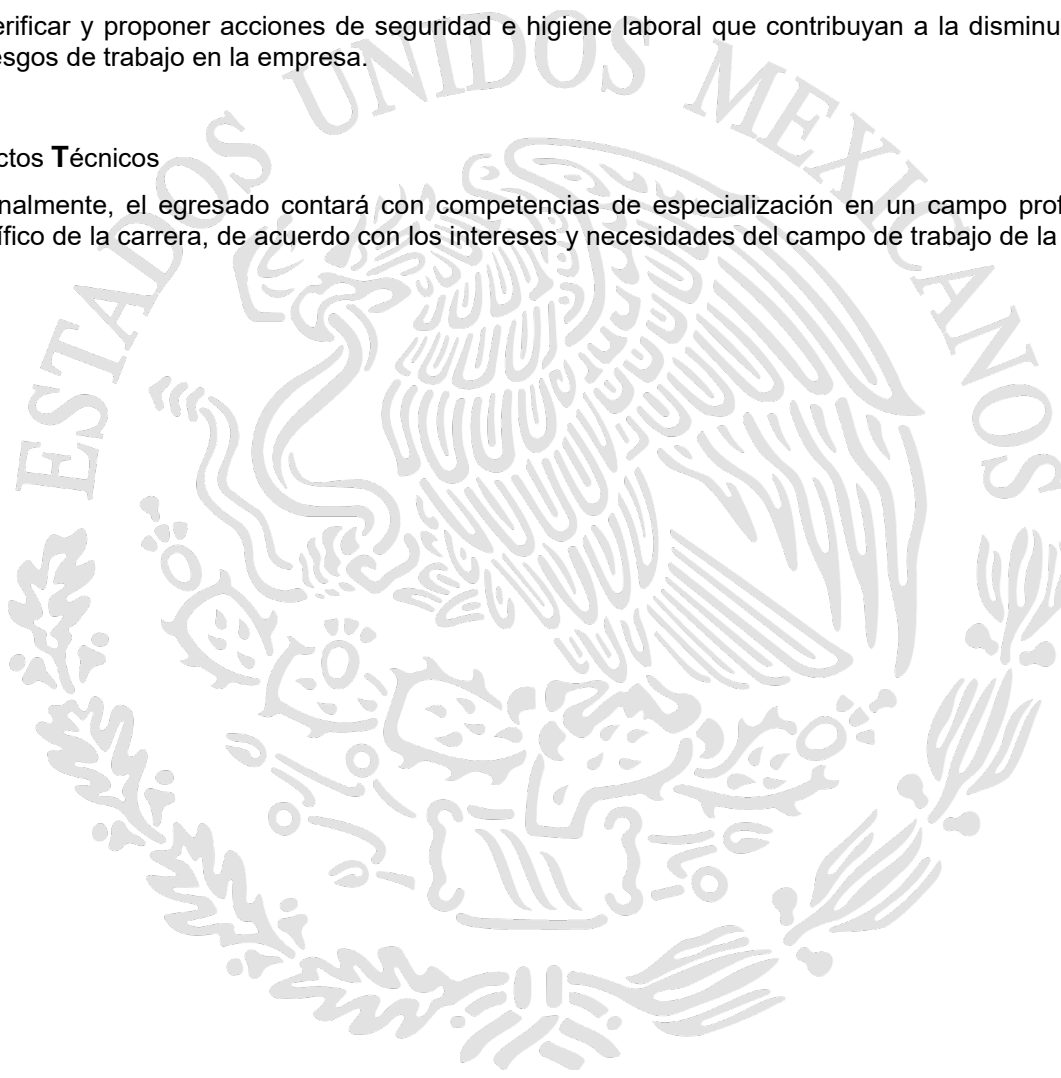 erificar y proponer acciones de seguridad e higiene laboral que contribuyan a la disminu
esgos de trabajo en la empresa.
ctos Técnicos
nalmente, el egresado contará con competencias de especialización en un campo prof
ífico de la carrera, de acuerdo con los intereses y necesidades del campo de trabajo de la
ESTADOS UNIDOS MEXICANOS